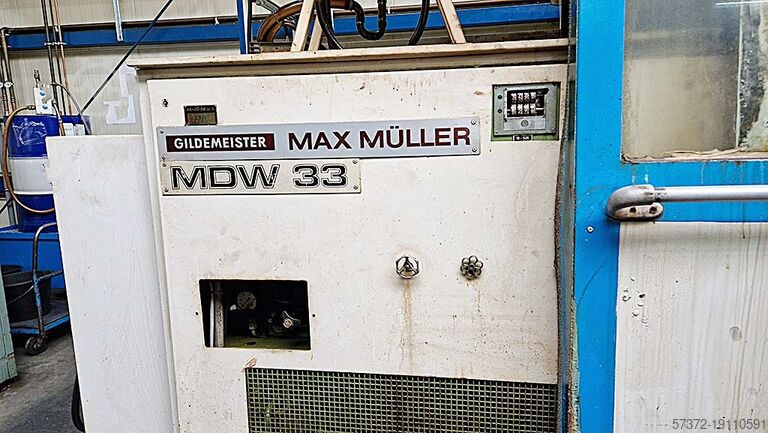 GILDEMEISTER MAX MÜLLER
MDW 33
57372-19110591